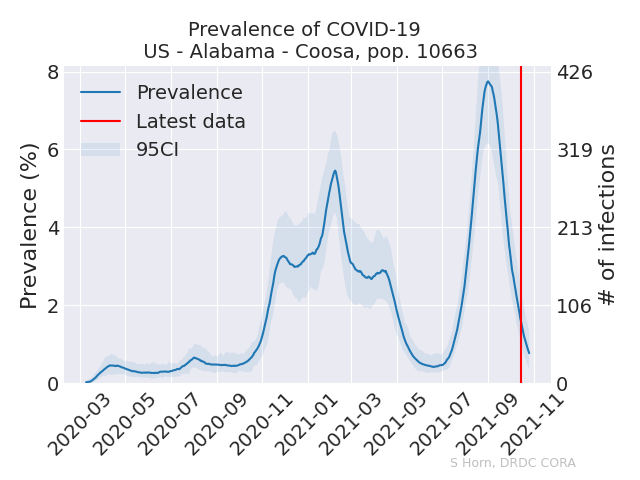 Prevalence of COVID-19
US - Alabama - Coosa, pop. 10663
Prevalence (%)
8
6
4
2
0
Prevalence
Latest data
95CI
426
319
213
106
0
# of infections
2020-03
2020-05
2020-07
2020-09
2020-11
2021-01
2021-03
2021-05
2021-07
2021-09
2021-11
S Horn, DRDC CORA